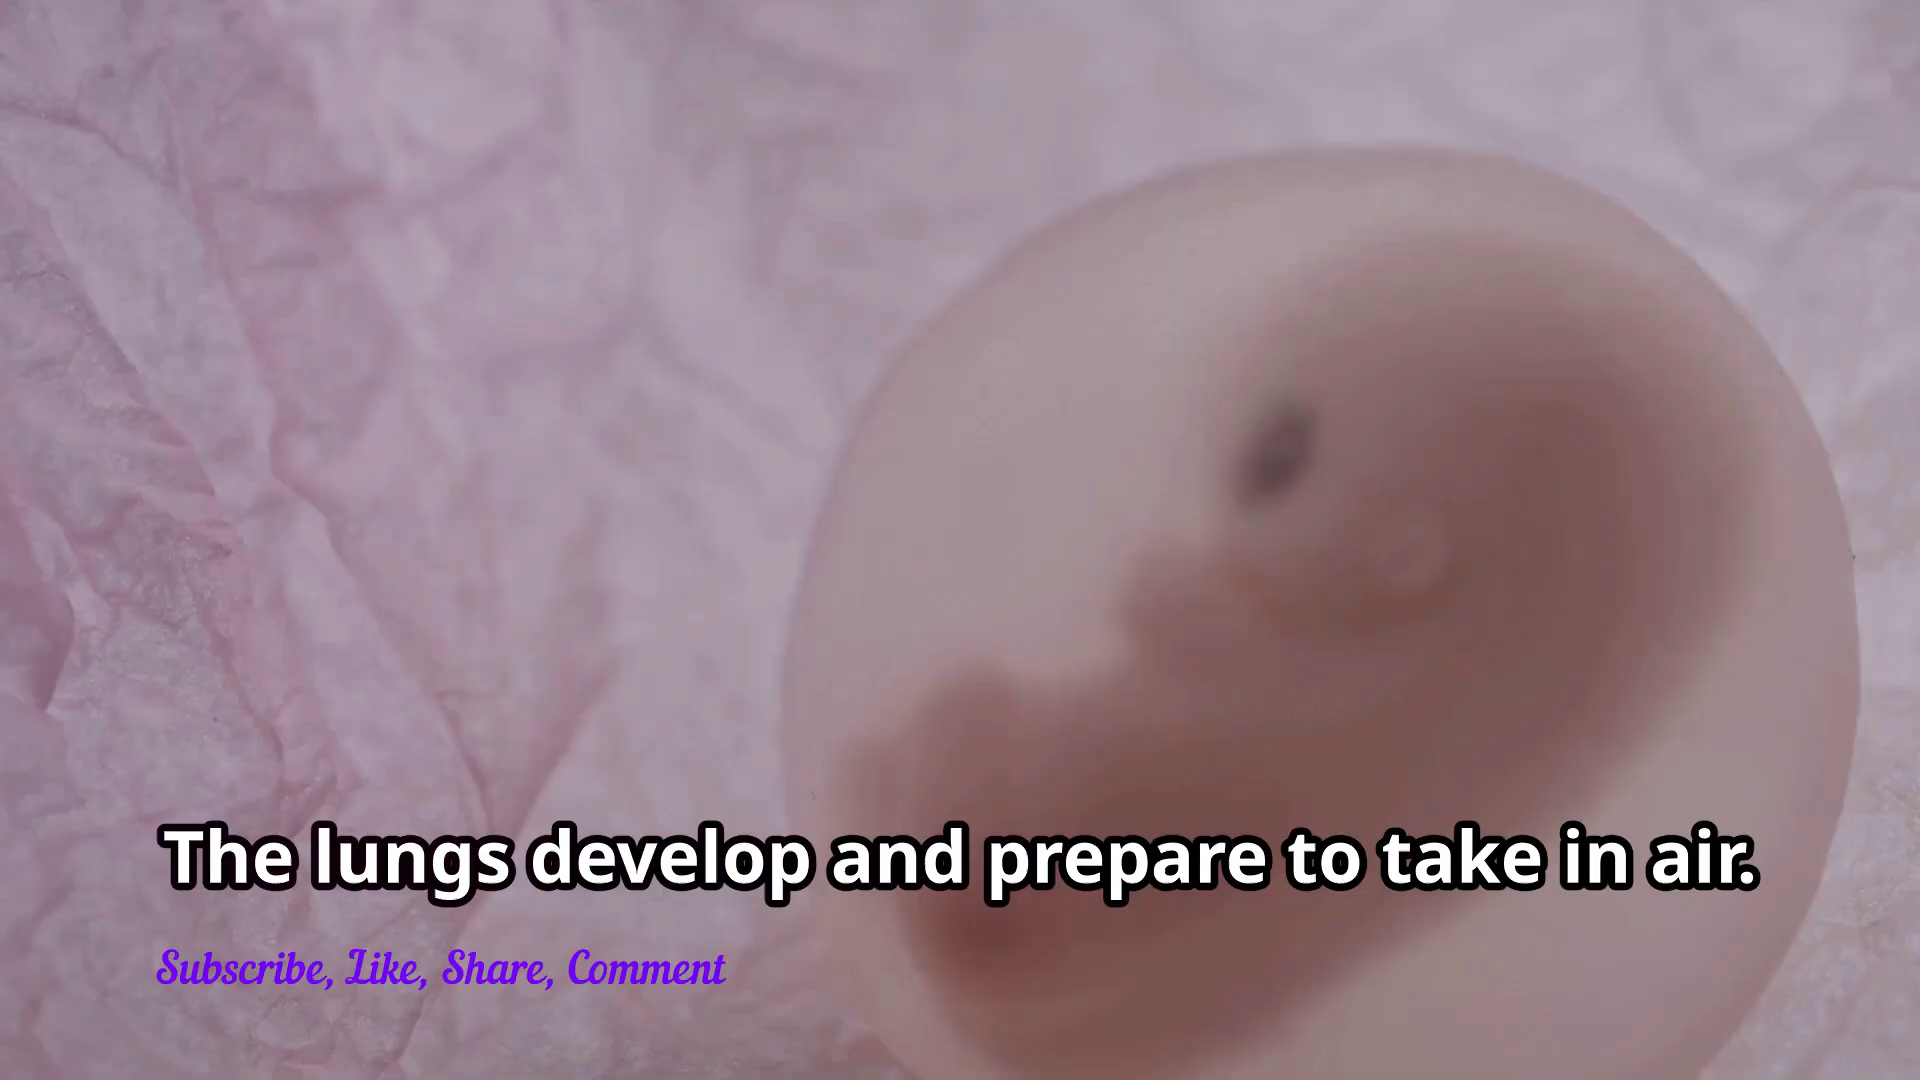 The lungs develop and prepare to take in air.
Subscribe, Like, Share, Comment